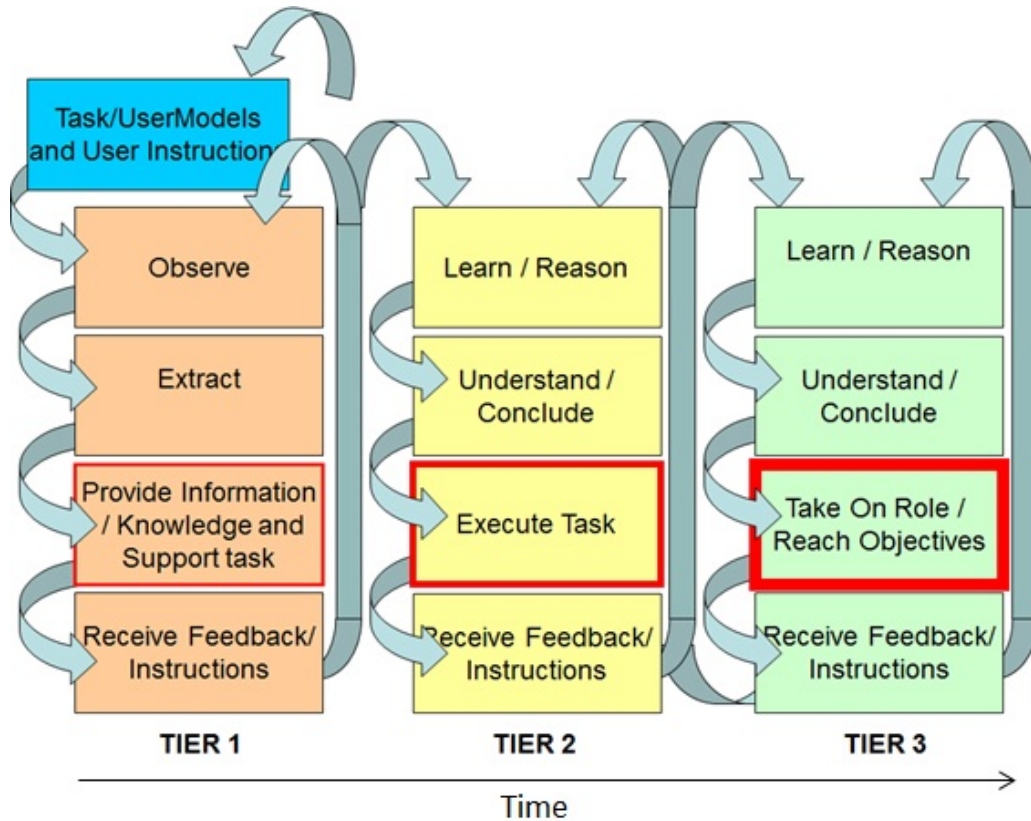 Task/UserModels
and User Instructions
Observe
Extract
Provide Information
/ Knowledge and
Support task
Receive Feedback/
Instructions
TIER 1
Learn / Reason
Understand /
Conclude
Execute Task
Receive Feedback/
Instructions
TIER 2
Learn / Reason
Understand /
Conclude
Take On Role /
Reach Objectives
Receive Feedback/
Instructions
TIER 3
Time